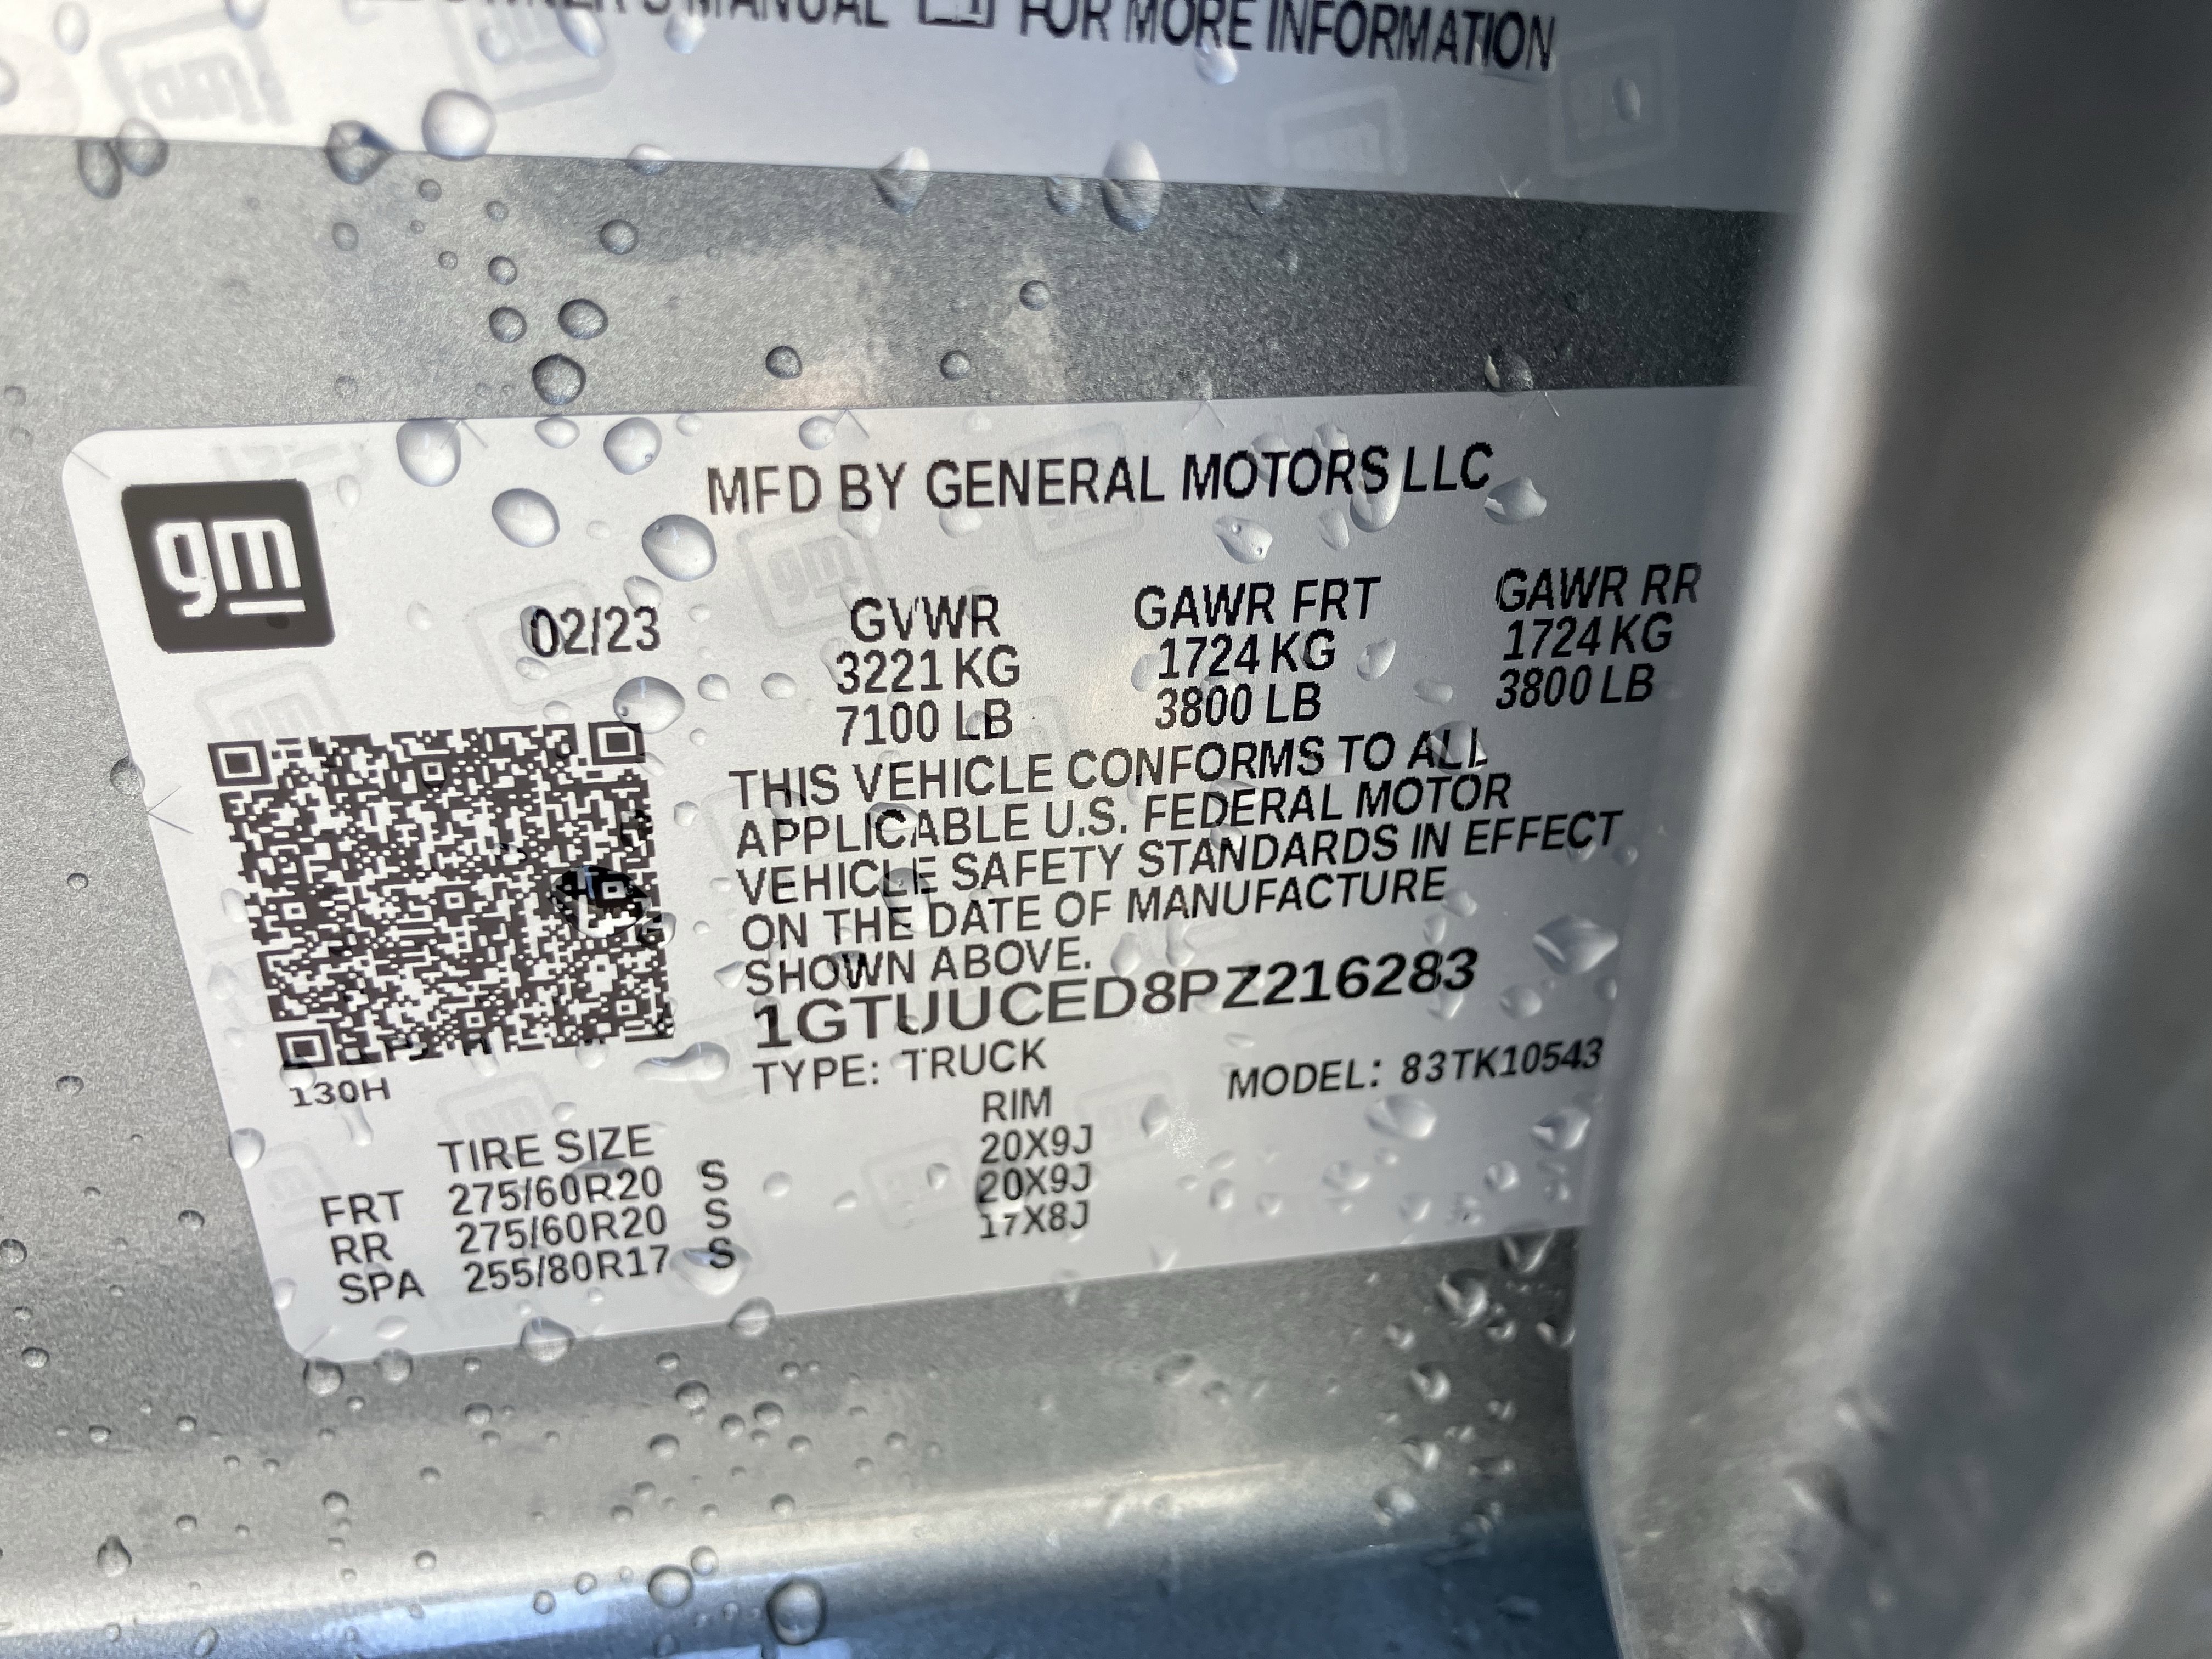 OWNER'S MANUAL FOR MORE INFORMATION
gm
MFD BY GENERAL MOTORS LLC
02/23 GVWR GAWR FRT GAWR RR
3221 KG 1724 KG 1724 KG
7100 LB 3800 LB 3800 LB
THIS VEHICLE CONFORMS TO ALL
APPLICABLE U.S. FEDERAL MOTOR
VEHICLE SAFETY STANDARDS IN EFFECT
ON THE DATE OF MANUFACTURE
SHOWN ABOVE.
1GTUUCED8PZ216283
TYPE: TRUCK MODEL: 83TK10543
130H
TIRE SIZE RIM
FRT 275/60R20 S 20X9J
RR 275/60R20 S 20X9J
SPA 255/80R17 S 17X8J